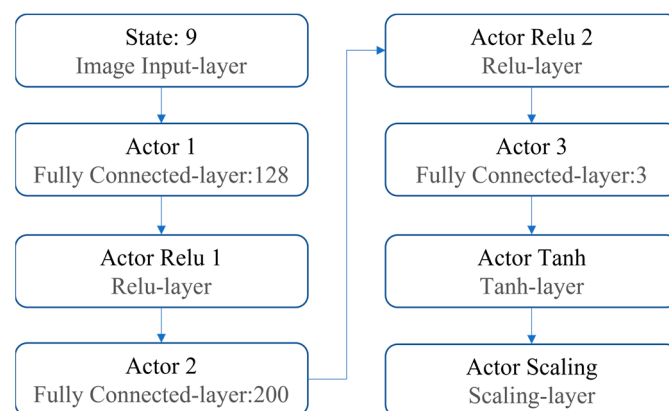 State: 9
Image Input-layer
Actor 1
Fully Connected-layer:128
Actor Relu 1
Relu-layer
Actor 2
Fully Connected-layer:200
Actor Relu 2
Relu-layer
Actor 3
Fully Connected-layer:3
Actor Tanh
Tanh-layer
Actor Scaling
Scaling-layer